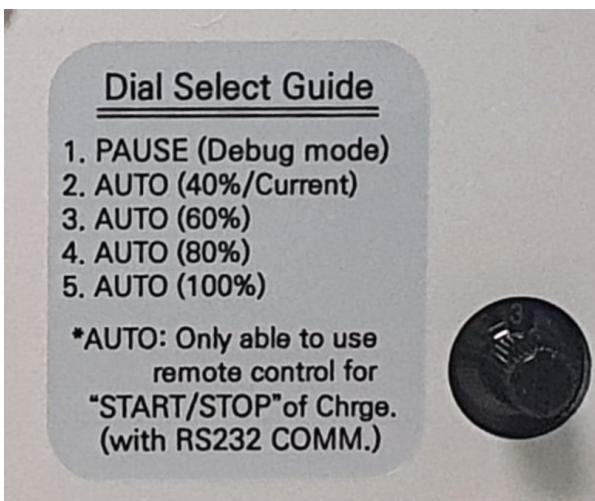 Dial Select Guide
1. PAUSE (Debug mode)
2. AUTO (40%/Current)
3. AUTO (60%)
4. AUTO (80%)
5. AUTO (100%)
*AUTO: Only able to use
remote control for
"START/STOP"of Chrge.
(with RS232 COMM.)
3